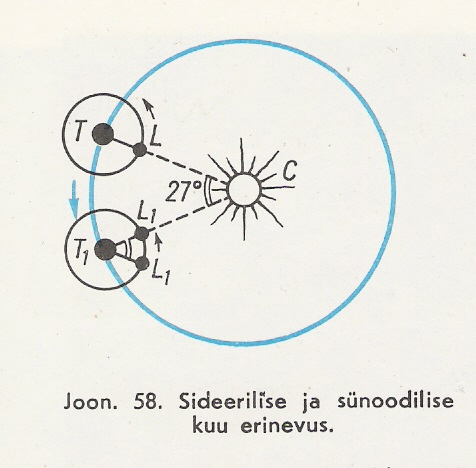 T
L
C
27°
L₁
T₁
L₁
Joon. 58. Sideerilise ja sünoodilise
kuu erinevus.